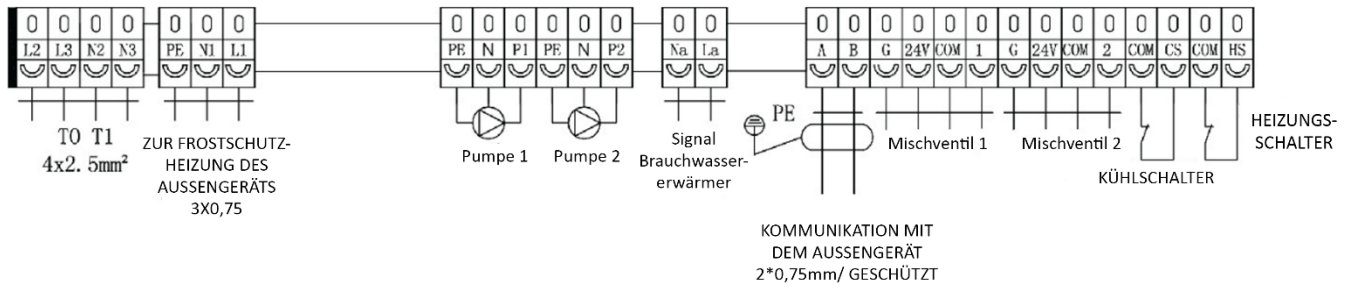 0 0 0 0 0 0 0 0 0 0 0 0 0 0 0 0 0 0 0 0 0 0 0 0 0 0 0 0 0
L2 L3 N2 N3 PE N1 L1 PE N P1 PE N P2 Na La A B G 24V COM 1 G 24V COM 2 COM CS COM HS
TO T1
4x2.5mm²
ZUR FROSTSCHUTZ-
HEIZUNG DES
AUSSENGERÄTS
3X0,75
Pumpe 1
Pumpe 2
Signal
Brauchwasser-
erwärmer
PE
Mischventil 1
Mischventil 2
KÜHLSCHALTER
HEIZUNGS-
SCHALTER
KOMMUNIKATION MIT
DEM AUSSENGERÄT
2*0,75mm/ GESCHÜTZT